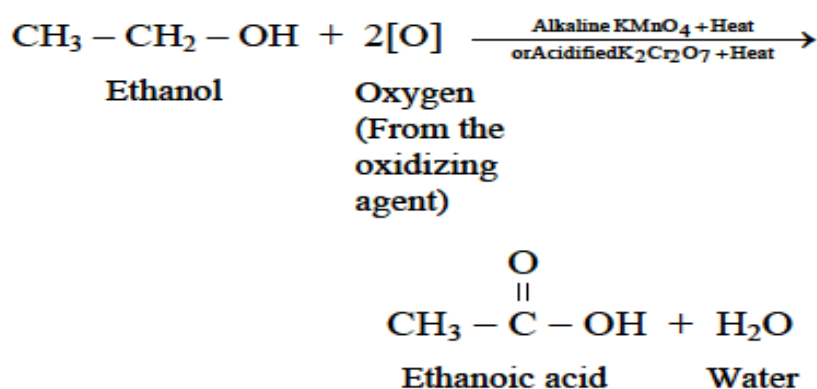 CH₃ – CH₂ – OH + 2[O] Alkaline KMnO₄ +Heat
orAcidifiedK₂Cr₂O₇ +Heat
Ethanol Oxygen
(From the
oxidizing
agent)
O
||
CH₃ – C – OH + H₂O
Ethanoic acid Water